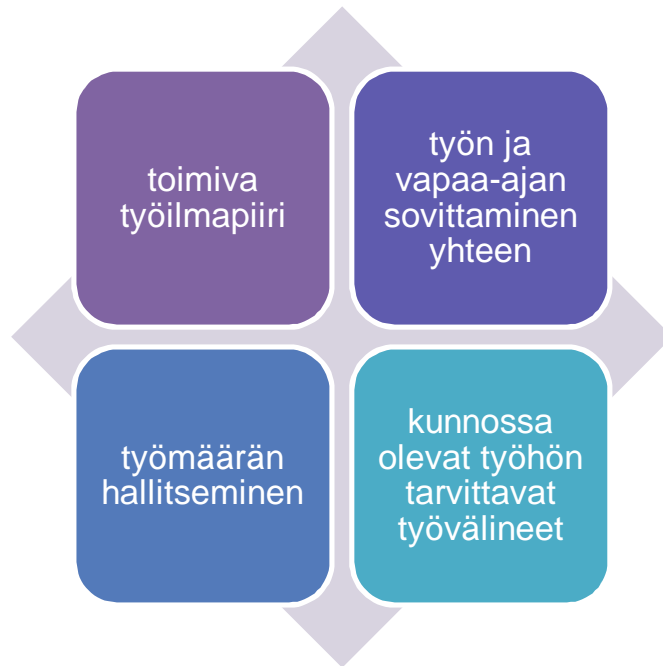 toimiva
työilmapiiri
työn ja
vapaa-ajan
sovittaminen
yhteen
työmäärän
hallitseminen
kunnossa
olevat työhön
tarvittavat
työvälineet